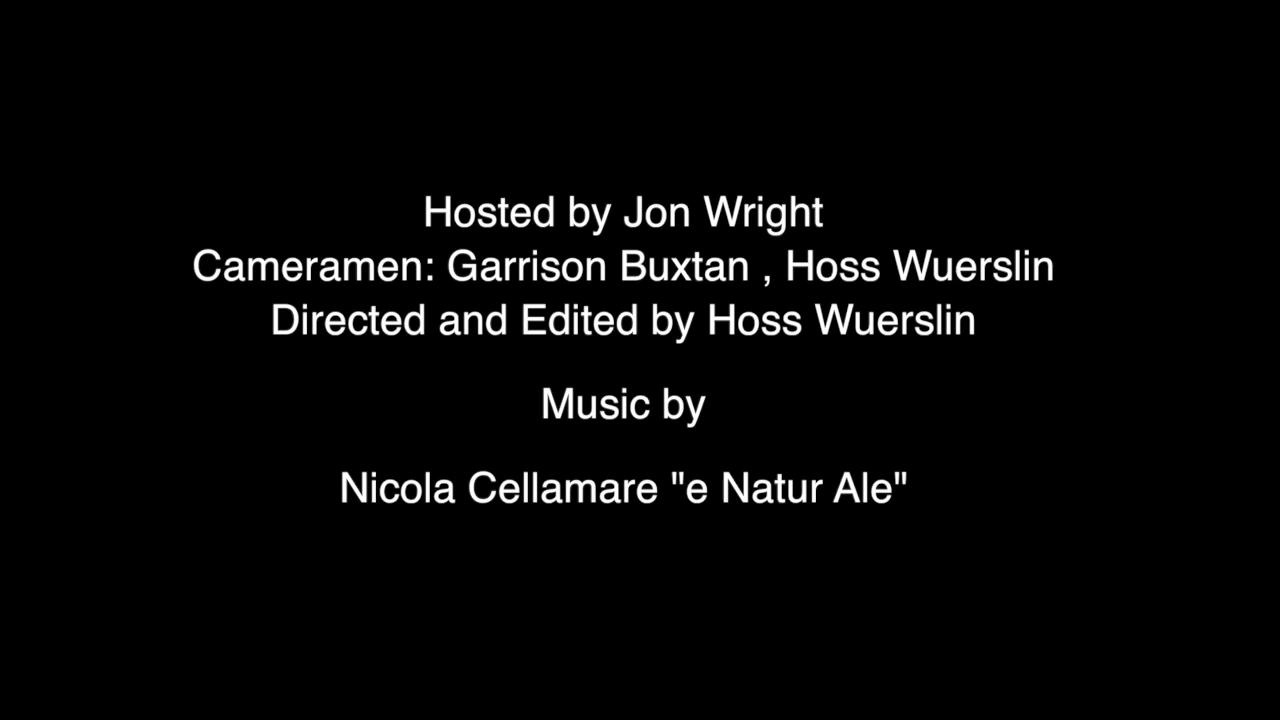 Hosted by Jon Wright
Cameramen: Garrison Buxtan , Hoss Wuerslin
Directed and Edited by Hoss Wuerslin
Music by
Nicola Cellamare "e Natur Ale"